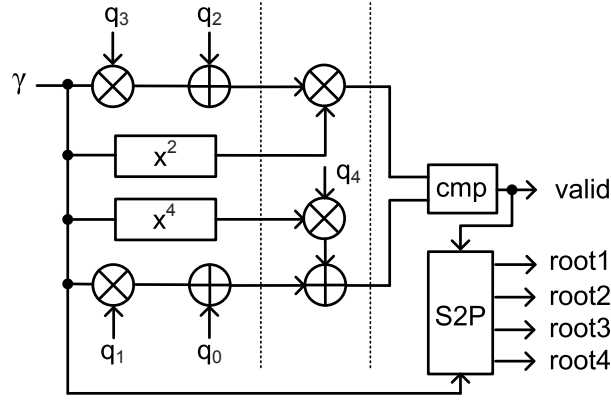 q₃ q₂
γ
x²
q₄
cmp
valid
x⁴
root1
root2
S2P
root3
root4
q₁ q₀